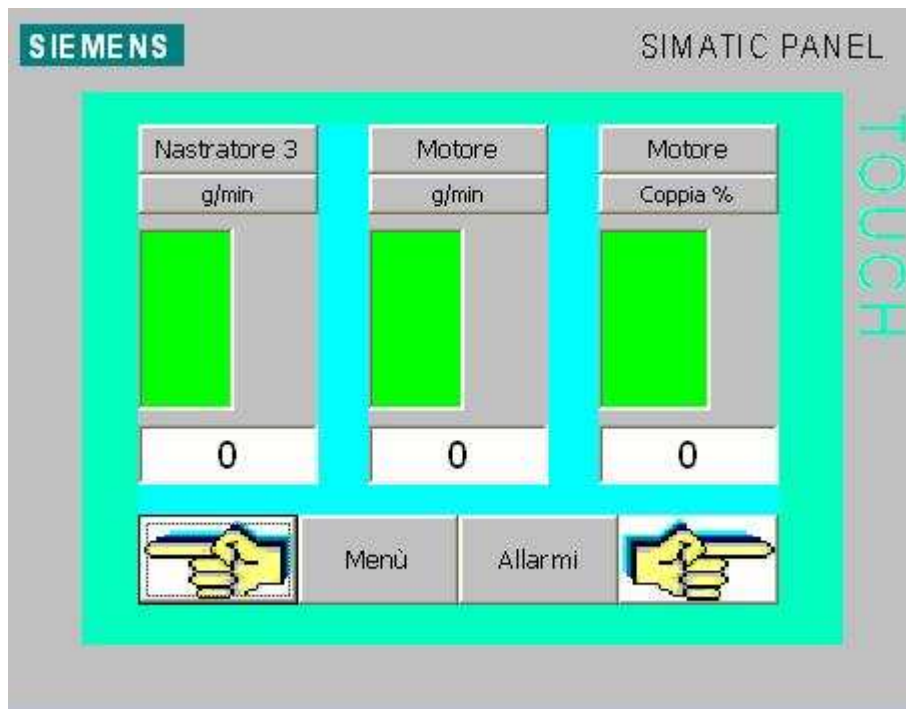 SIEMENS
SIMATIC PANEL
TOUCH
Nastratore 3
Motore
Motore
g/min
g/min
Coppia %
0
0
0
Menù
Allarmi